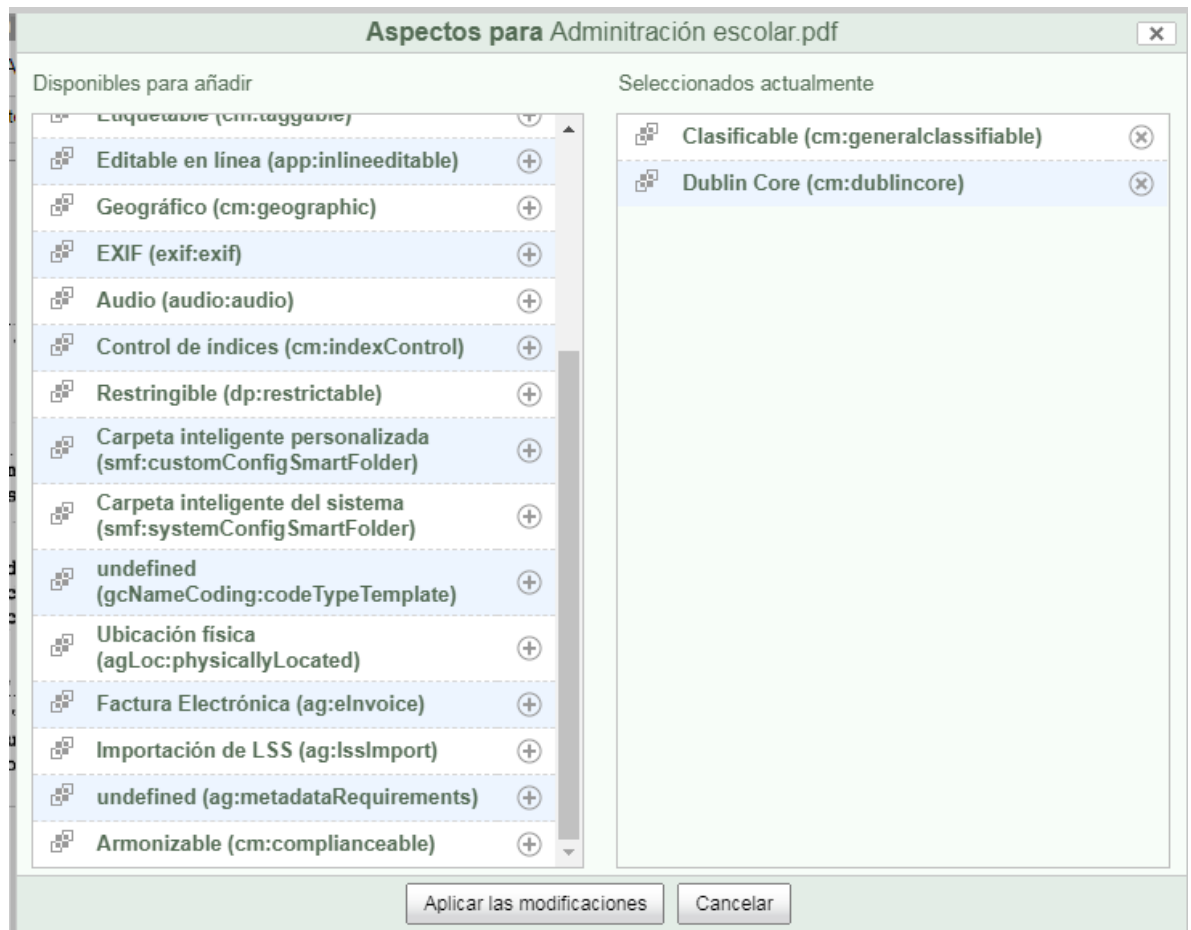 Aspectos para Adminitración escolar.pdf
Disponibles para añadir
Etiquetable (cm:taggable)
Editable en línea (app:inlineeditable)
Geográfico (cm:geographic)
EXIF (exif:exif)
Audio (audio:audio)
Control de índices (cm:indexControl)
Restringible (dp:restrictable)
Carpeta inteligente personalizada
(smf:customConfigSmartFolder)
Carpeta inteligente del sistema
(smf:systemConfigSmartFolder)
undefined
(gcNameCoding:codeTypeTemplate)
Ubicación física
(agLoc:physicallyLocated)
Factura Electrónica (ag:eInvoice)
Importación de LSS (ag:lssImport)
undefined (ag:metadataRequirements)
Armonizable (cm:complianceable)
Seleccionados actualmente
Clasificable (cm:generalclassifiable)
Dublin Core (cm:dublincore)
Aplicar las modificaciones
Cancelar